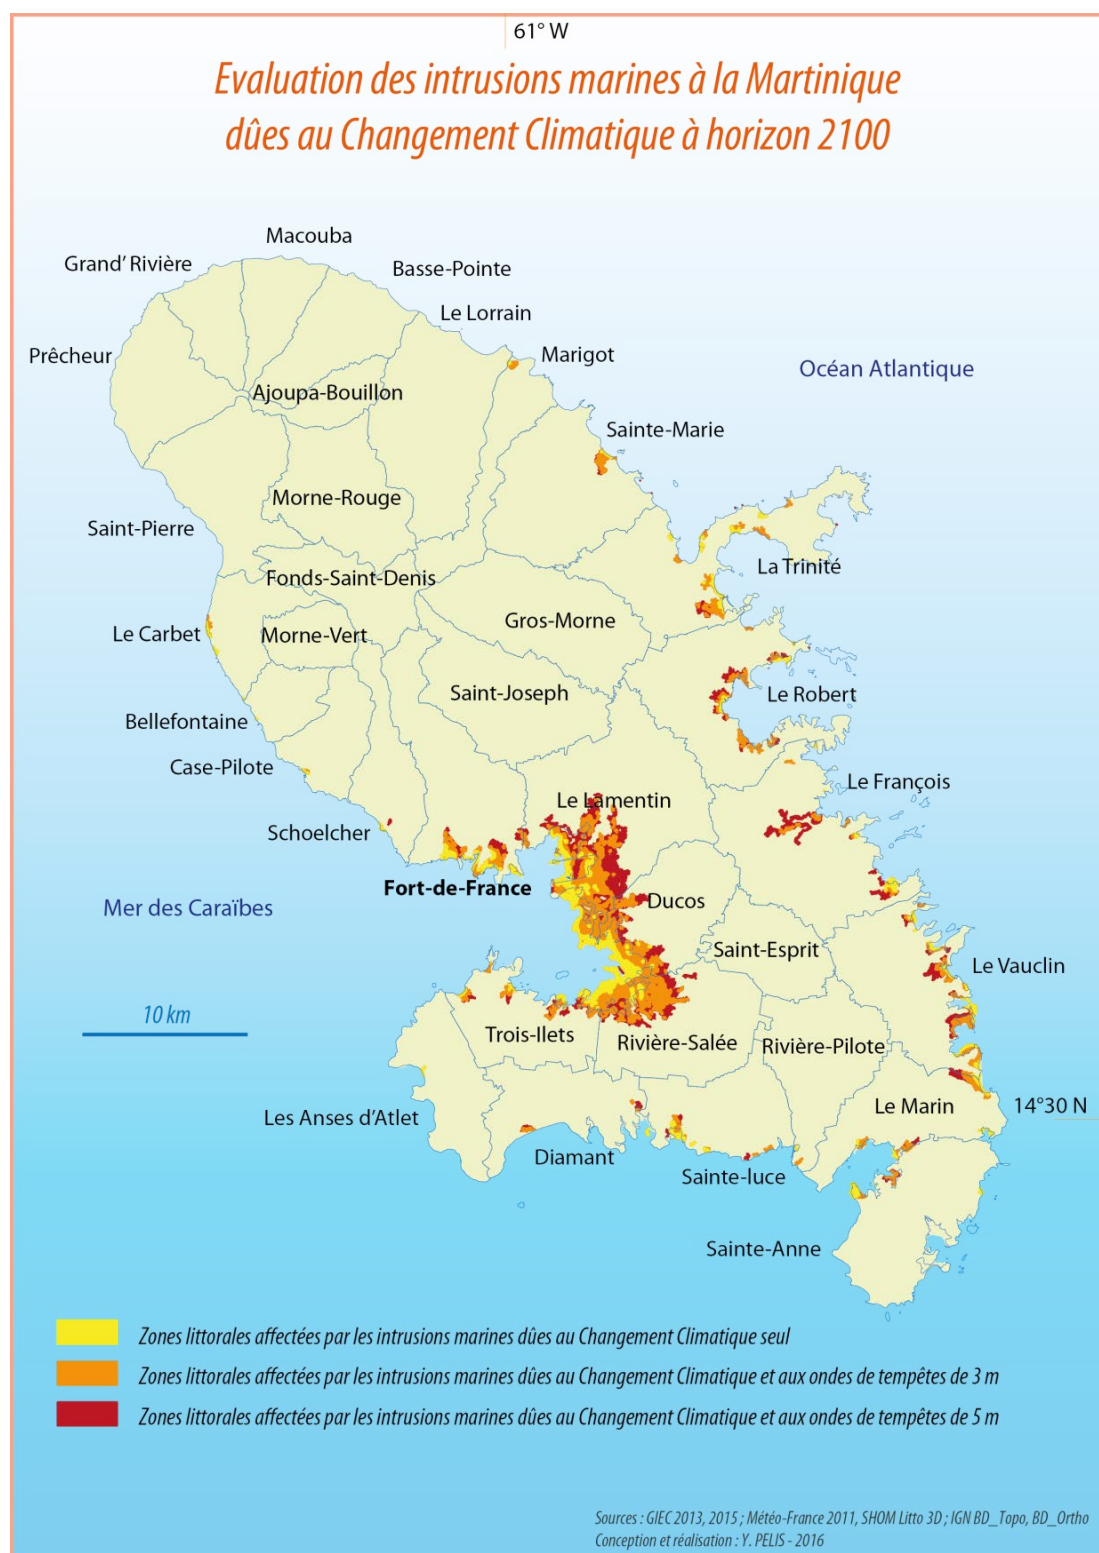 61° W
Evaluation des intrusions marines à la Martinique
dûes au Changement Climatique à horizon 2100
Macouba
Grand' Rivière
Basse-Pointe
Le Lorrain
Prêcheur
Marigot
Océan Atlantique
Ajoupa-Bouillon
Sainte-Marie
Morne-Rouge
Saint-Pierre
La Trinité
Fonds-Saint-Denis
Gros-Morne
Le Carbet
Morne-Vert
Saint-Joseph
Le Robert
Bellefontaine
Case-Pilote
Le François
Le Lamentin
Schoelcher
Fort-de-France
Ducos
Mer des Caraïbes
Saint-Esprit
Le Vauclin
10 km
Trois-Ilets
Rivière-Salée
Rivière-Pilote
Le Marin
14°30 N
Les Anses d'Atlet
Diamant
Sainte-luce
Sainte-Anne
Zones littorales affectées par les intrusions marines dûes au Changement Climatique seul
Zones littorales affectées par les intrusions marines dûes au Changement Climatique et aux ondes de tempêtes de 3 m
Zones littorales affectées par les intrusions marines dûes au Changement Climatique et aux ondes de tempêtes de 5 m
Sources : GIEC 2013, 2015 ; Météo-France 2011, SHOM Litto 3D ; IGN BD_Topo, BD_Ortho
Conception et réalisation : Y. PELIS - 2016